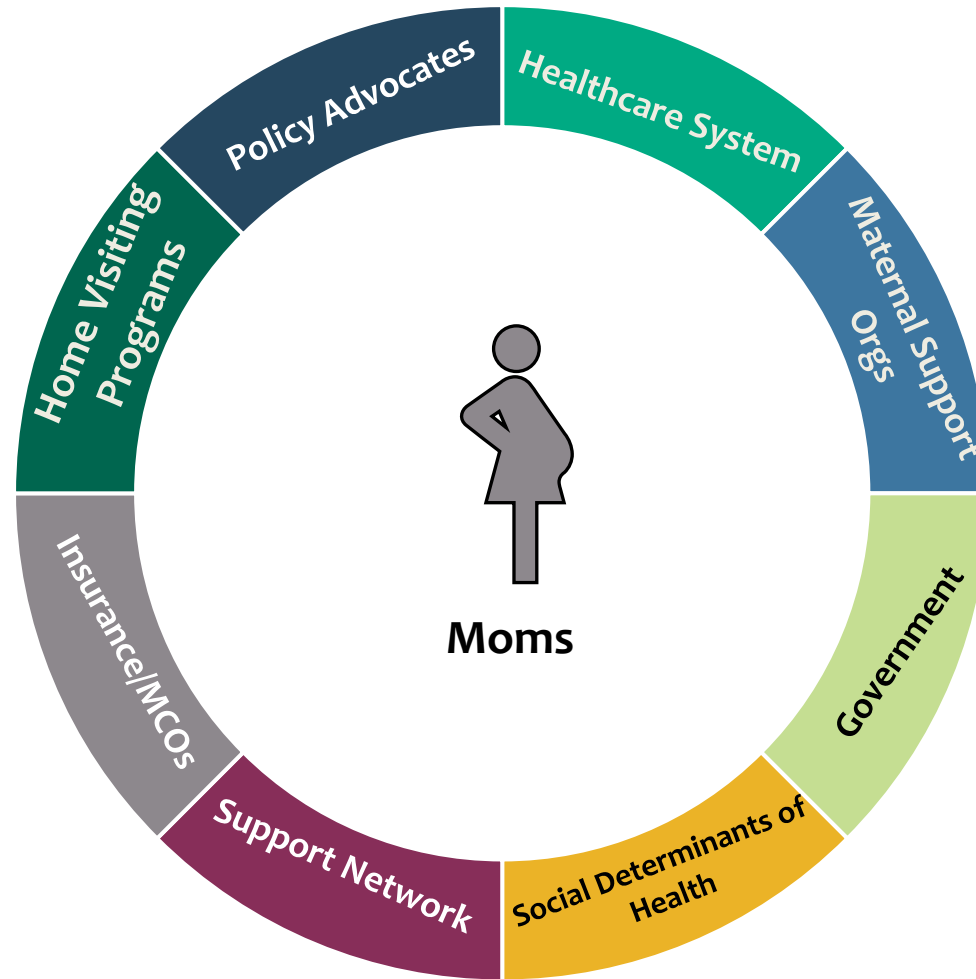 Policy Advocates
Healthcare System
Maternal Support
Orgs
Government
Social Determinants of
Health
Support Network
Insurance/MCOs
Home Visiting
Programs
Moms